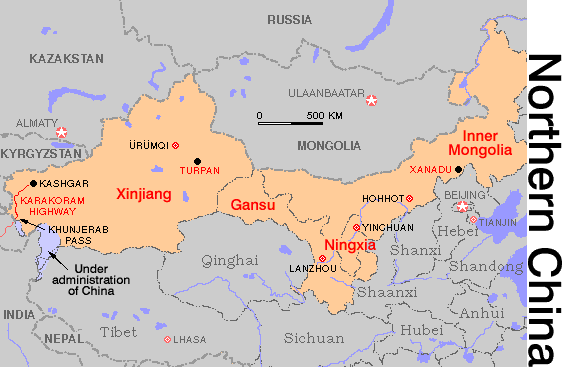 RUSSIA
KAZAKSTAN
ULAANBAATAR
0 500 KM
ALMATY
MONGOLIA
Inner
Mongolia
KYRGYZSTAN
ÜRÜMQI
TURPAN
XANADU
KASHGAR
Xinjiang
KARAKORAM
HIGHWAY
Gansu
HOHHOT
BEIJING
TIANJIN
KHUNJERAB
PASS
YINCHUAN
Hebei
Ningxia
Shanxi
Qinghai
LANZHOU
Shandong
Under
administration
of China
Shaanxi
INDIA
Anhui
Tibet
Hubei
NEPAL
LHASA
Sichuan
Northern China